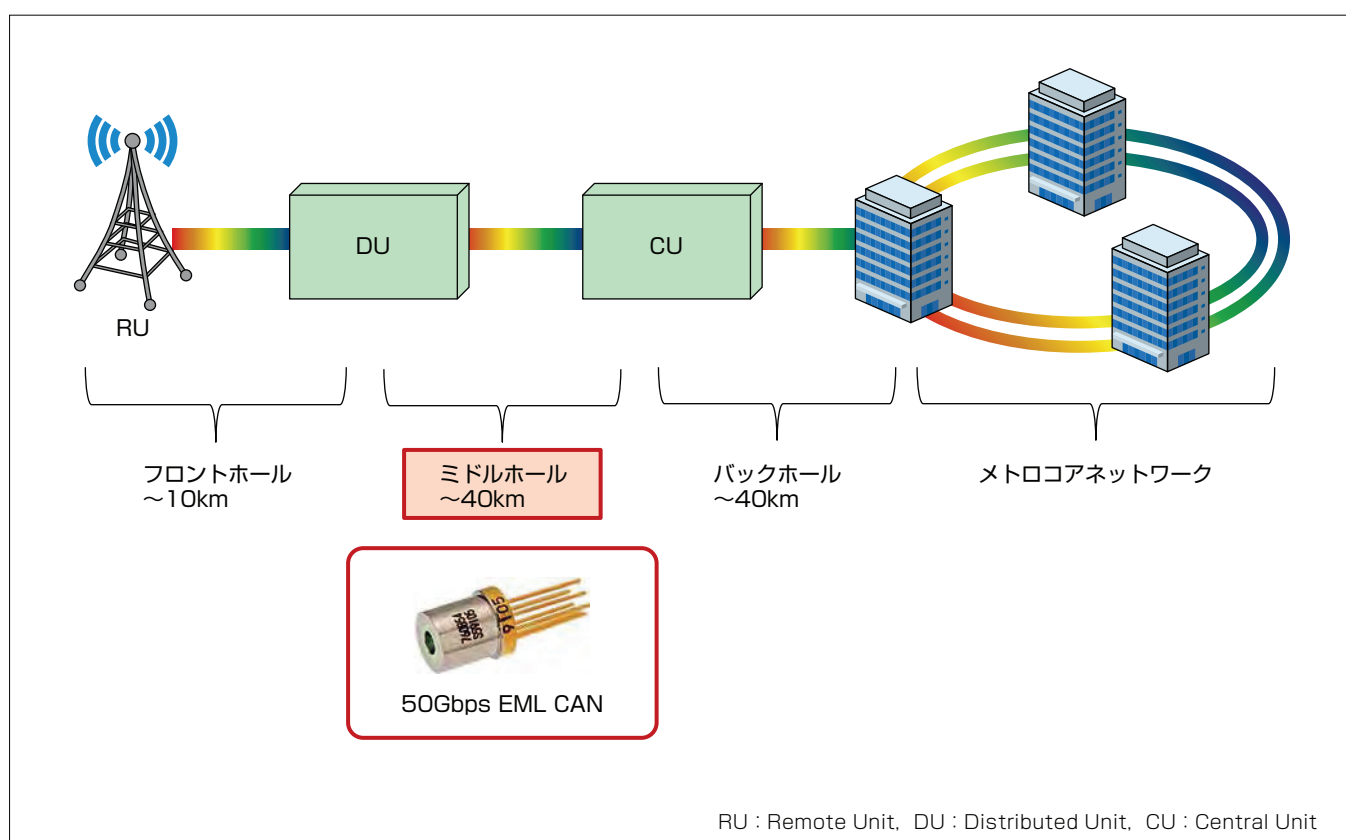 RU
DU
CU
フロントホール
～10km
ミドルホール
～40km
バックホール
～40km
メトロコアネットワーク
50Gbps EML CAN
RU：Remote Unit, DU：Distributed Unit, CU：Central Unit